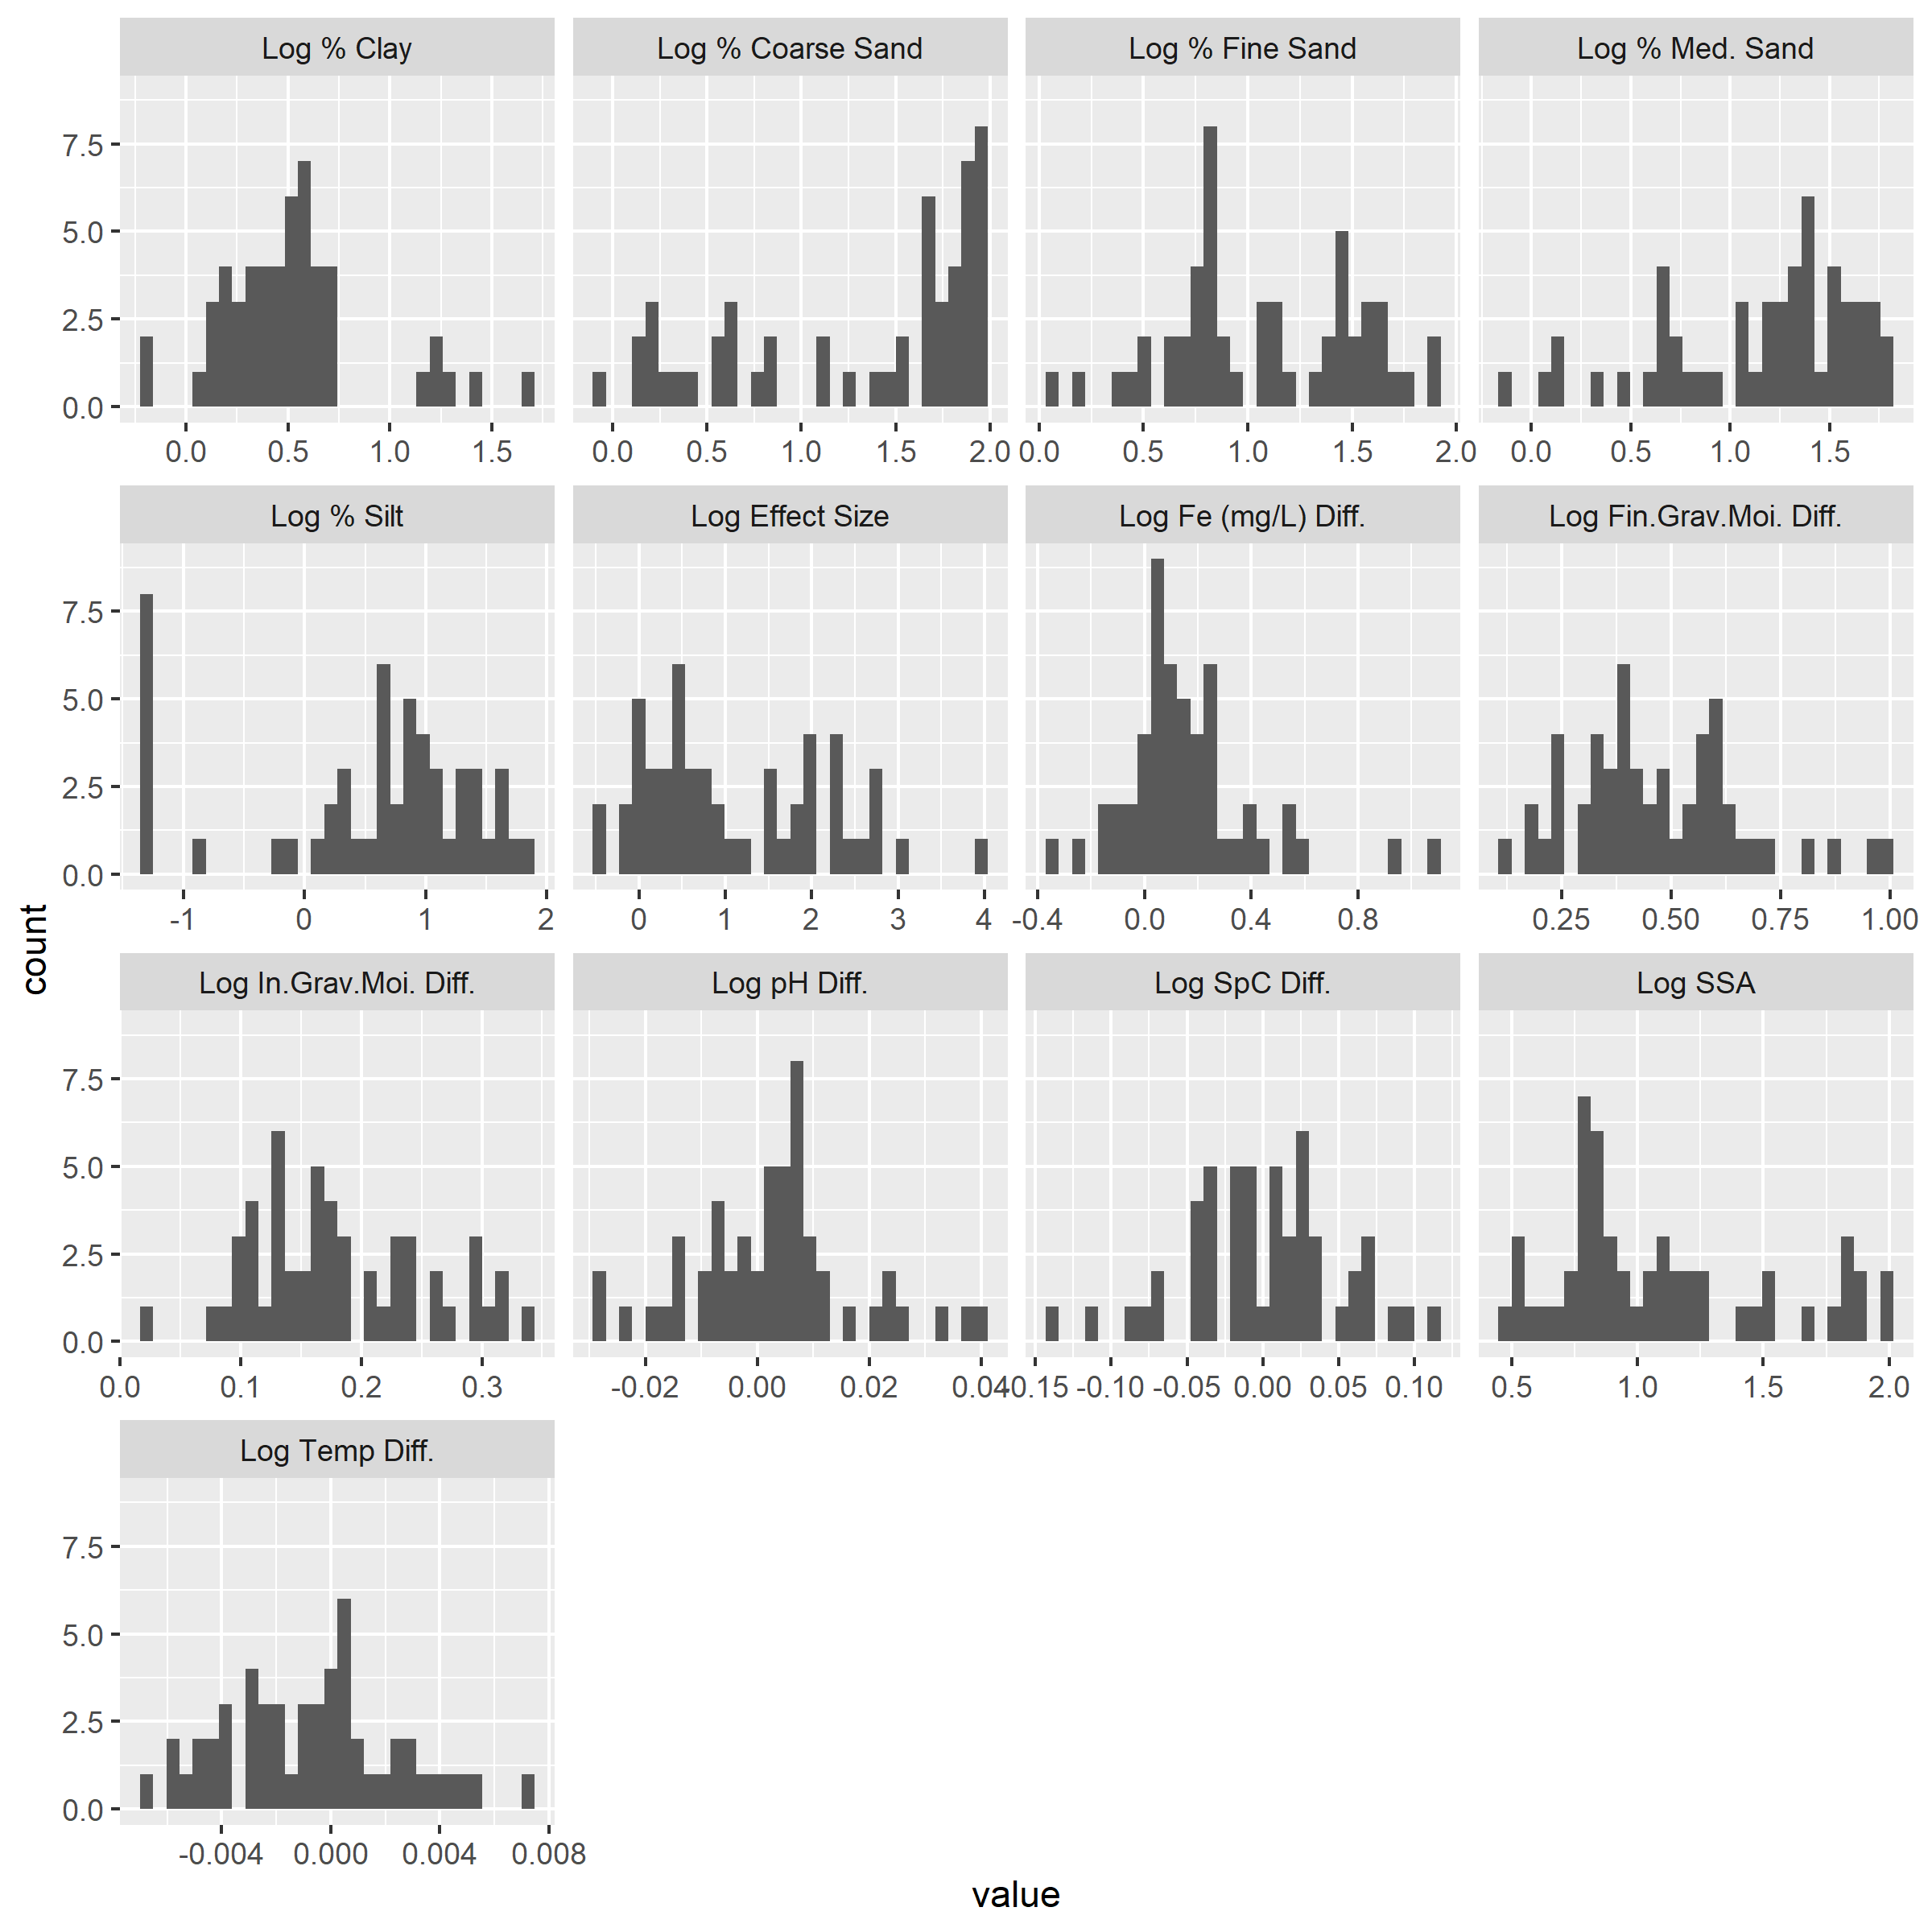 Log % Clay Log % Coarse Sand Log % Fine Sand Log % Med. Sand
7.5
5.0
2.5
0.0
0.0 0.5 1.0 1.5 0.0 0.5 1.0 1.5 2.0 0.0 0.5 1.0 1.5 2.0 0.0 0.5 1.0 1.5
Log % Silt Log Effect Size Log Fe (mg/L) Diff. Log Fin.Grav.Moi. Diff.
7.5
5.0
2.5
0.0
-1 0 1 2 0 1 2 3 4 -0.4 0.0 0.4 0.8 0.25 0.50 0.75 1.00
count
Log In.Grav.Moi. Diff. Log pH Diff. Log SpC Diff. Log SSA
7.5
5.0
2.5
0.0
0.0 0.1 0.2 0.3 -0.02 0.00 0.02 0.04 -0.15 -0.10 -0.05 0.00 0.05 0.10 0.5 1.0 1.5 2.0
Log Temp Diff.
7.5
5.0
2.5
0.0
-0.004 0.000 0.004 0.008
value